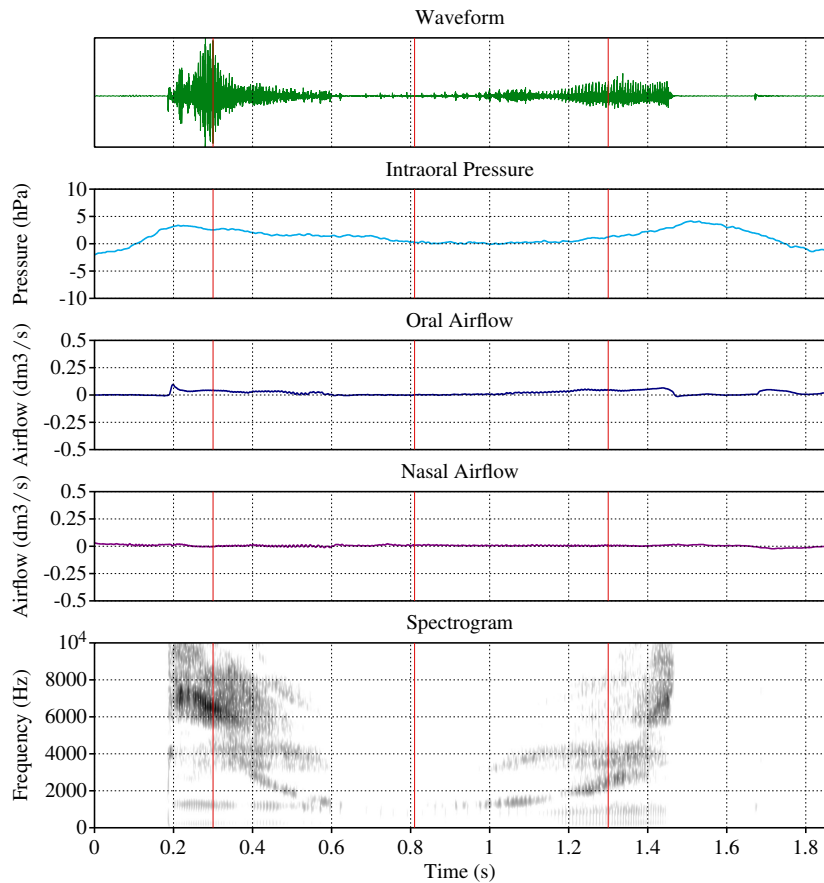 Waveform
Intraoral Pressure
Pressure (hPa)
10
5
0
-5
-10
Oral Airflow
Airflow (dm3/s)
0.5
0.25
0
-0.25
-0.5
Nasal Airflow
Airflow (dm3/s)
0.5
0.25
0
-0.25
-0.5
Spectrogram
Frequency (Hz)
10⁴
8000
6000
4000
2000
0
0 0.2 0.4 0.6 0.8 1 1.2 1.4 1.6 1.8
Time (s)